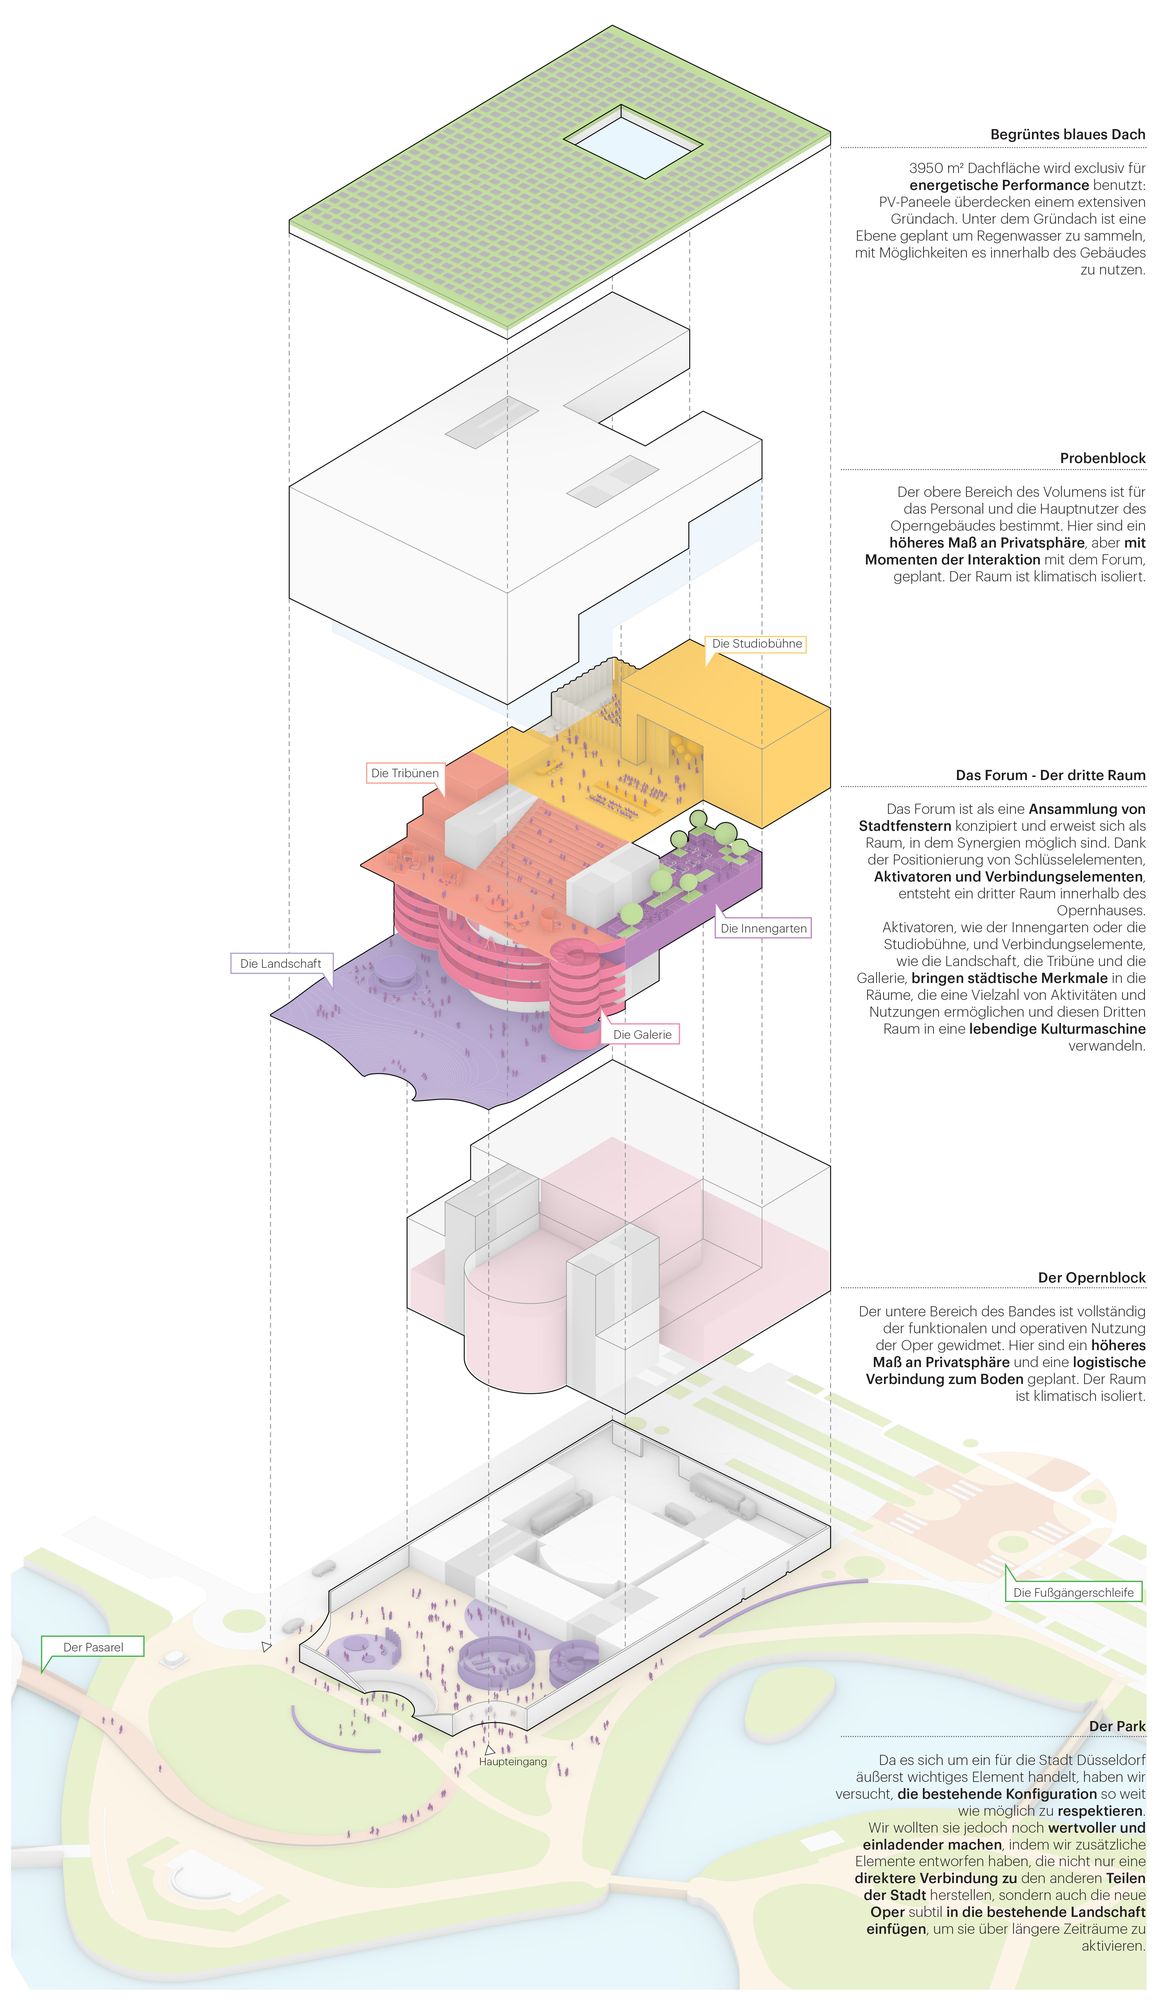 Begrüntes blaues Dach
3950 m² Dachfläche wird exclusiv für
energetische Performance benutzt:
PV-Paneele überdecken einem extensiven
Gründach. Unter dem Gründach ist eine
Ebene geplant um Regenwasser zu sammeln,
mit Möglichkeiten es innerhalb des Gebäudes
zu nutzen.
Probenblock
Der obere Bereich des Volumens ist für
das Personal und die Hauptnutzer des
Operngebäudes bestimmt. Hier sind ein
höheres Maß an Privatsphäre, aber mit
Momenten der Interaktion mit dem Forum,
geplant. Der Raum ist klimatisch isoliert.
Die Studiobühne
Die Tribünen
Die Innengarten
Die Landschaft
Die Galerie
Das Forum - Der dritte Raum
Das Forum ist als eine Ansammlung von
Stadtfenstern konzipiert und erweist sich als
Raum, in dem Synergien möglich sind. Dank
der Positionierung von Schlüsselelementen,
Aktivatoren und Verbindungselementen,
entsteht ein dritter Raum innerhalb des
Opernhauses.
Aktivatoren, wie der Innengarten oder die
Studiobühne, und Verbindungselemente,
wie die Landschaft, die Tribüne und die
Gallerie, bringen städtische Merkmale in die
Räume, die eine Vielzahl von Aktivitäten und
Nutzungen ermöglichen und diesen Dritten
Raum in eine lebendige Kulturmaschine
verwandeln.
Der Opernblock
Der untere Bereich des Bandes ist vollständig
der funktionalen und operativen Nutzung
der Oper gewidmet. Hier sind ein höheres
Maß an Privatsphäre und eine logistische
Verbindung zum Boden geplant. Der Raum
ist klimatisch isoliert.
Die Fußgängerschleife
Der Pasarel
Haupteingang
Der Park
Da es sich um ein für die Stadt Düsseldorf
äußerst wichtiges Element handelt, haben wir
versucht, die bestehende Konfiguration so weit
wie möglich zu respektieren.
Wir wollten sie jedoch noch wertvoller und
einladender machen, indem wir zusätzliche
Elemente entworfen haben, die nicht nur eine
direktere Verbindung zu den anderen Teilen
der Stadt herstellen, sondern auch die neue
Oper subtil in die bestehende Landschaft
einfügen, um sie über längere Zeiträume zu
aktivieren.